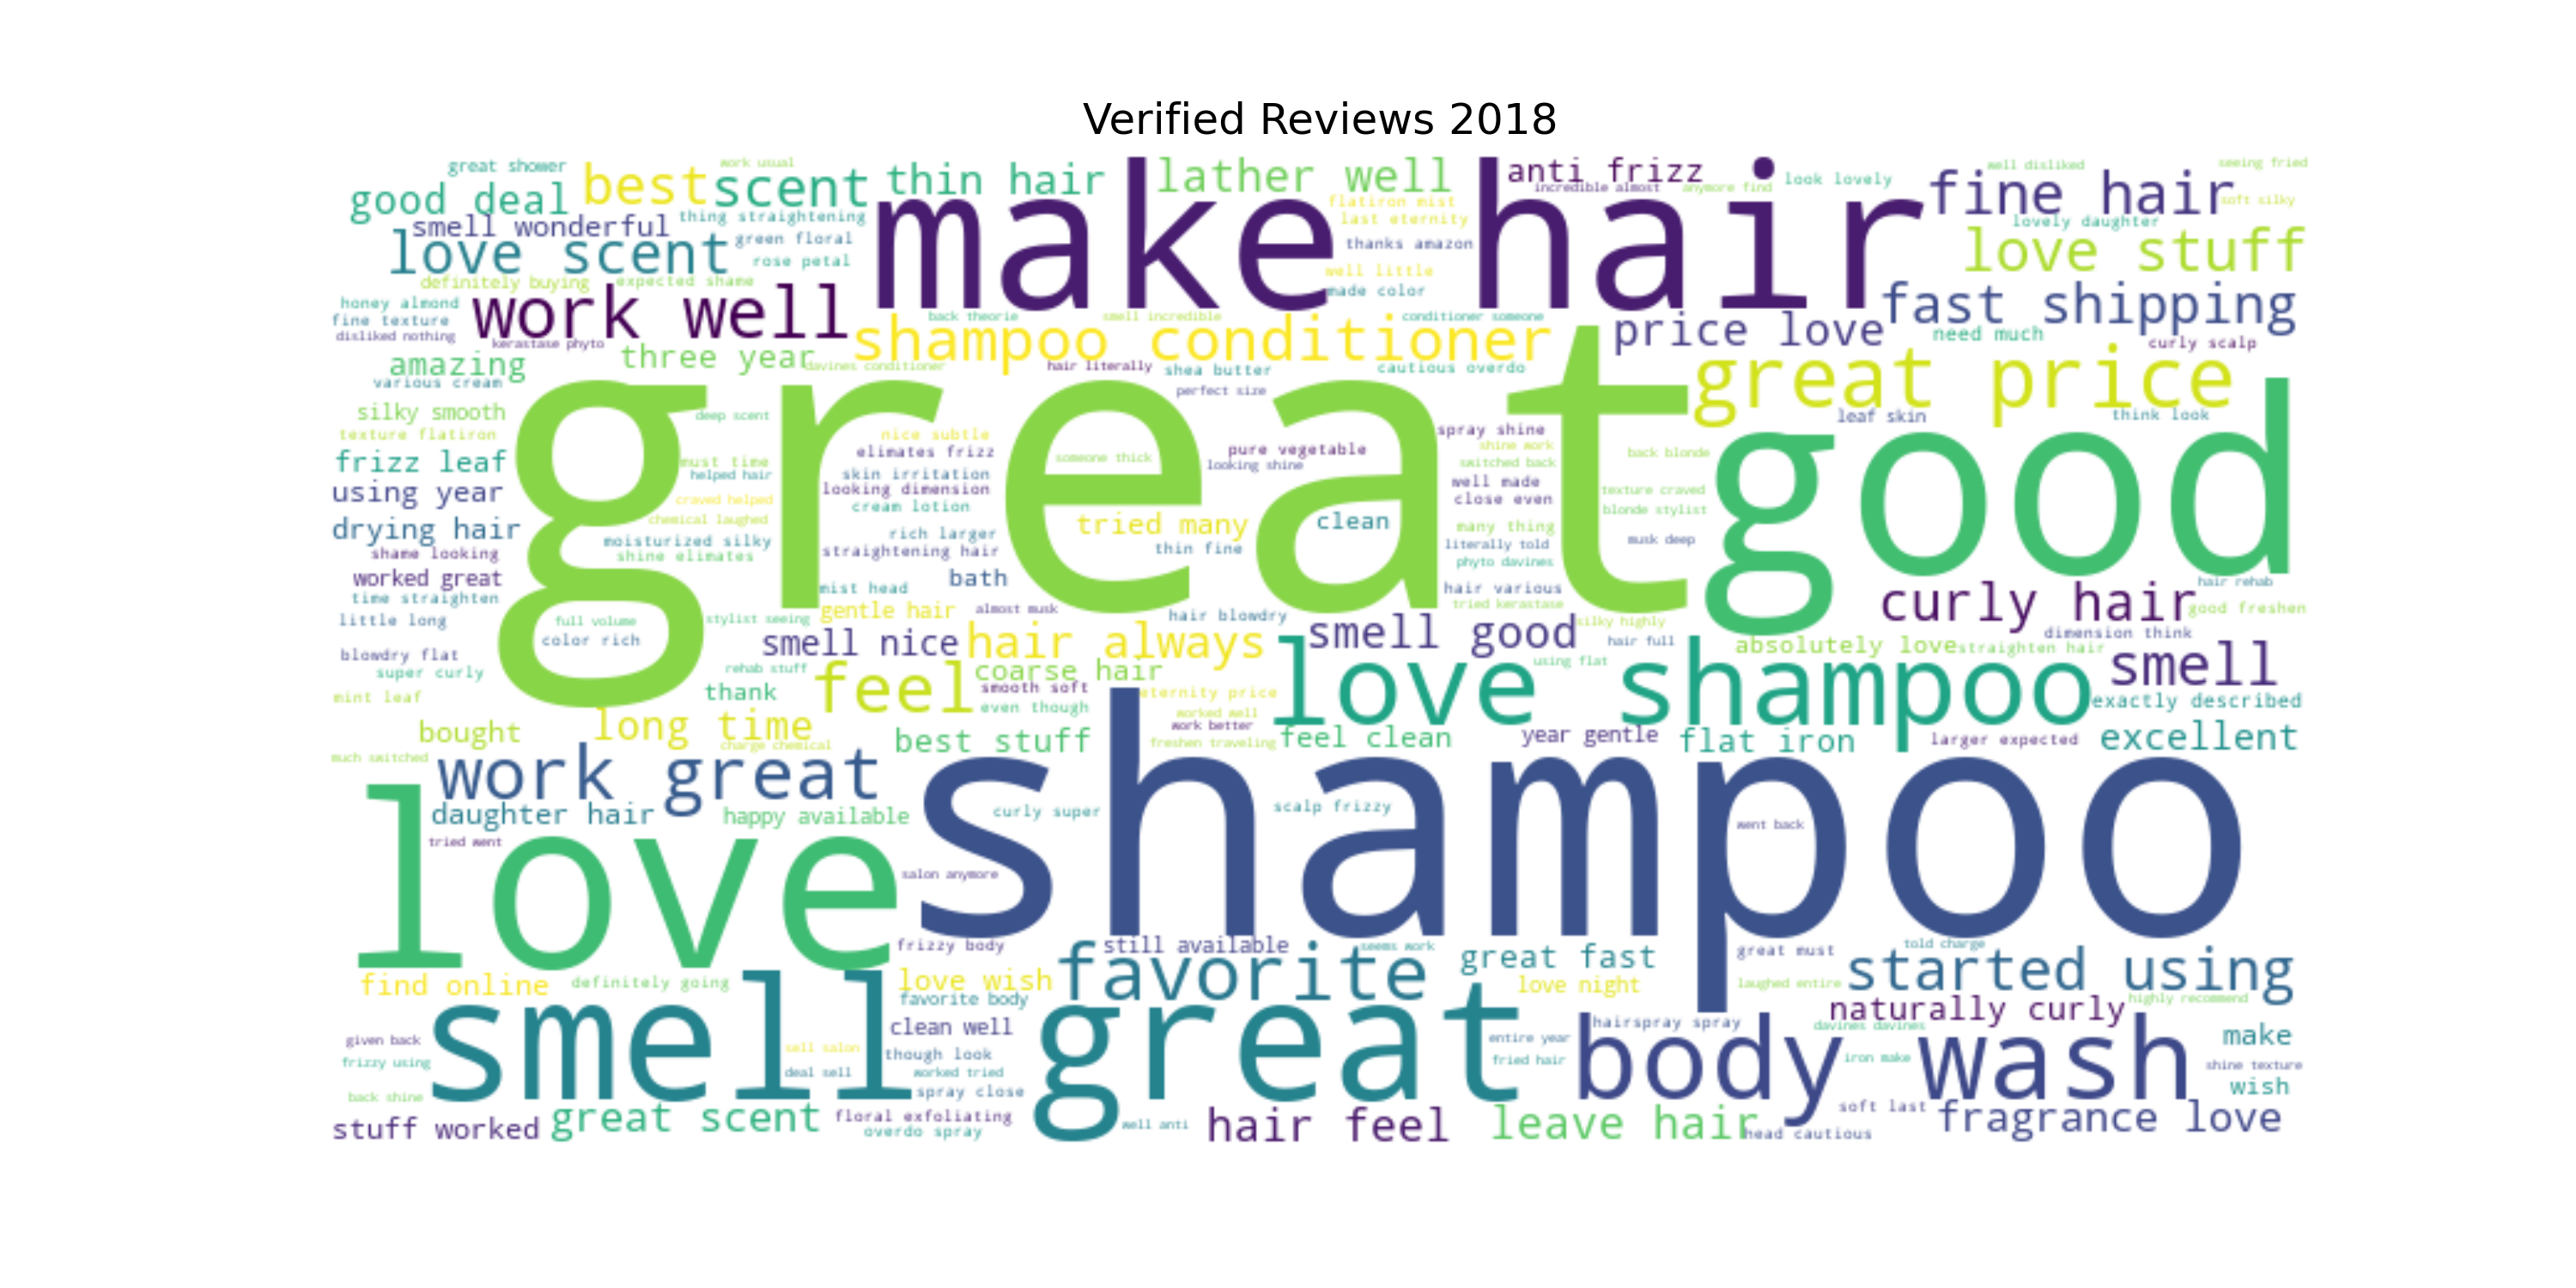 Verified Reviews 2018
great shower
work usual
good deal
best
scent
thin hair
lather well
anti frizz
incredible almost
anymore find
look lovely
fine hair
well disliked
seeing fried
soft silky
smell wonderful
thing straightening
make hair
flatiron mist
last eternity
lovely daughter
love scent
green floral
rose petal
thanks amazon
love stuff
definitely buying
expected shame
well little
made color
honey almond
fine texture
disliked nothing
work well
fast shipping
kerastase phyto
back theorie
smell incredible
conditioner someone
shampoo conditioner
price love
need much
curly scalp
amazing
three year
davines conditioner
hair literally
shea butter
cautious overdo
various cream
perfect size
great price
silky smooth
deep scent
leaf skin
think look
texture flatiron
great
nice subtle
spray shine
good
frizz leaf
must time
helped hair
elimates frizz
someone thick
pure vegetable
looking shine
shine work
switched back
back blonde
using year
craved helped
skin irritation
looking dimension
cream lotion
well made
close even
texture craved
blonde stylist
drying hair
chemical laughed
moisturized silky
shine elimates
rich larger
straightening hair
tried many
thin fine
clean
many thing
literally told
phyto davines
musk deep
shame looking
worked great
time straighten
mist head
bath
hair various
tried kerastase
curly hair
hair rehab
good freshen
little long
full volume
color rich
stylist seeing
gentle hair
almost musk
hair blowdry
silky highly
smell nice
hair always
smell good
hair full
dimension think
blowdry flat
super curly
rehab stuff
coarse hair
using flat
absolutely love
straighten hair
smell
mint leaf
thank
feel
smooth soft
even though
eternity price
love shampoo
exactly described
bought
long time
charge chemical
worked well
work better
freshen traveling
best stuff
feel clean
year gentle
flat iron
larger expected
excellent
much switched
work great
daughter hair
happy available
curly super
shampoo
scalp frizzy
went back
tried went
love
salon anymore
frizzy body
still available
seems work
great must
told charge
find online
definitely going
love wish
favorite
great fast
love night
laughed entire
started using
favorite body
naturally curly
highly recommend
given back
frizzy using
smell great
clean well
sell salon
though look
deal sell
worked tried
spray close
entire year
fried hair
hairspray spray
body wash
davines davines
iron make
make
shine texture
wish
back shine
stuff worked
great scent
floral exfoliating
overdo spray
well anti
hair feel
leave hair
head cautious
soft last
fragrance love